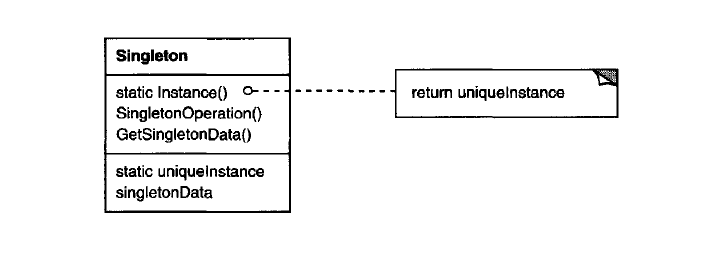 Singleton
static Instance()
SingletonOperation()
GetSingletonData()
static uniqueInstance
singletonData
return uniqueInstance